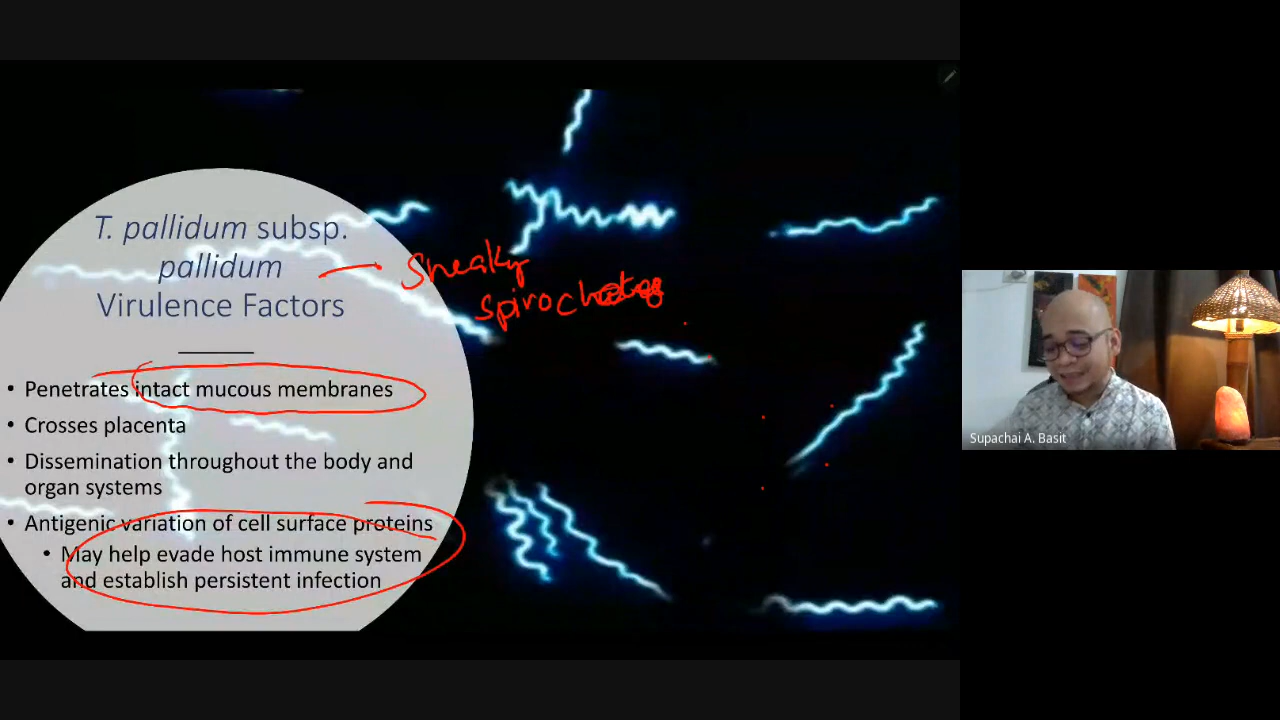 T. pallidum subsp.
pallidum
Virulence Factors
Sneaky
spirochetes
• Penetrates intact mucous membranes
• Crosses placenta
• Dissemination throughout the body and
organ systems
• Antigenic variation of cell surface proteins
• May help evade host immune system
and establish persistent infection
Supachai A. Basit